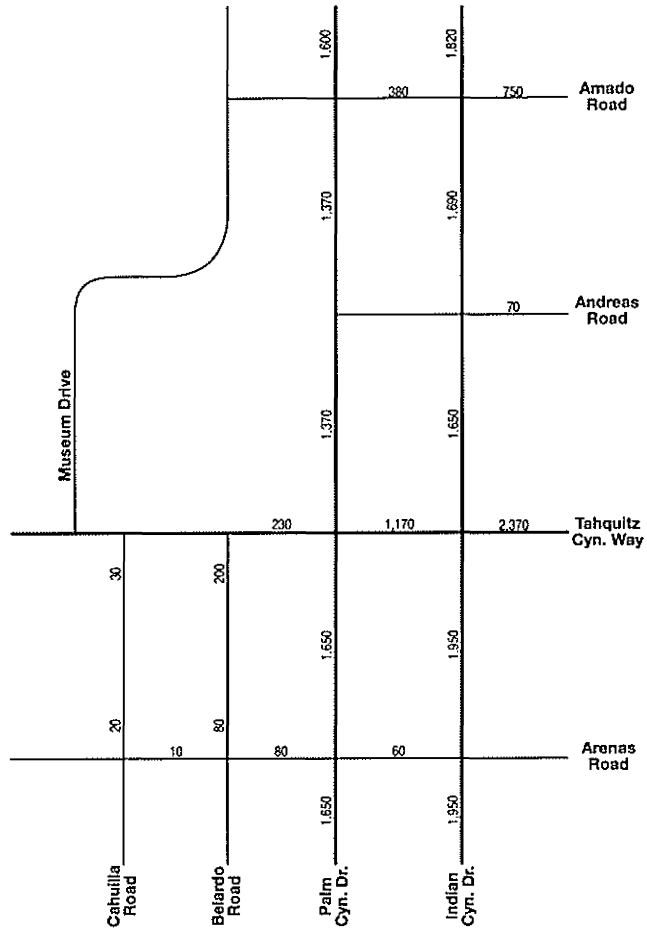 1.600
1.820
380
750
Amado
Road
1.370
1.690
70
Andreas
Road
Museum Drive
1.370
1.650
230
1,170
2,370
Tahquitz
Cyn. Way
30
200
1.650
1.950
20
80
10
80
60
Arenas
Road
1.650
1.950
Cahuilla
Road
Belardo
Road
Palm
Cyn. Dr.
Indian
Cyn. Dr.